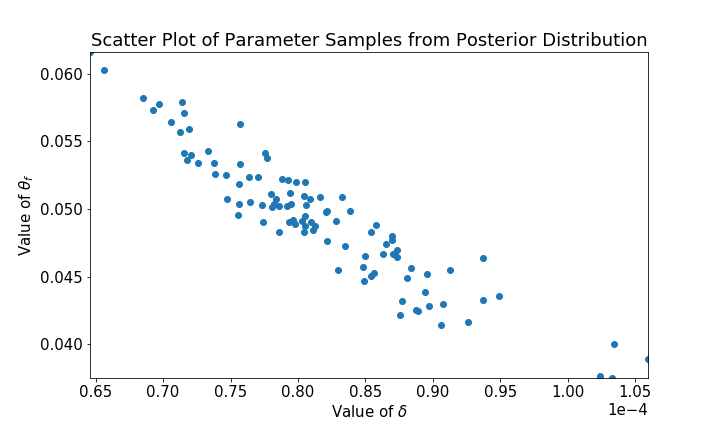 Scatter Plot of Parameter Samples from Posterior Distribution
0.060
0.055
0.050
0.045
0.040
Value of θf
0.65 0.70 0.75 0.80 0.85 0.90 0.95 1.00 1.05
1e−4
Value of δ